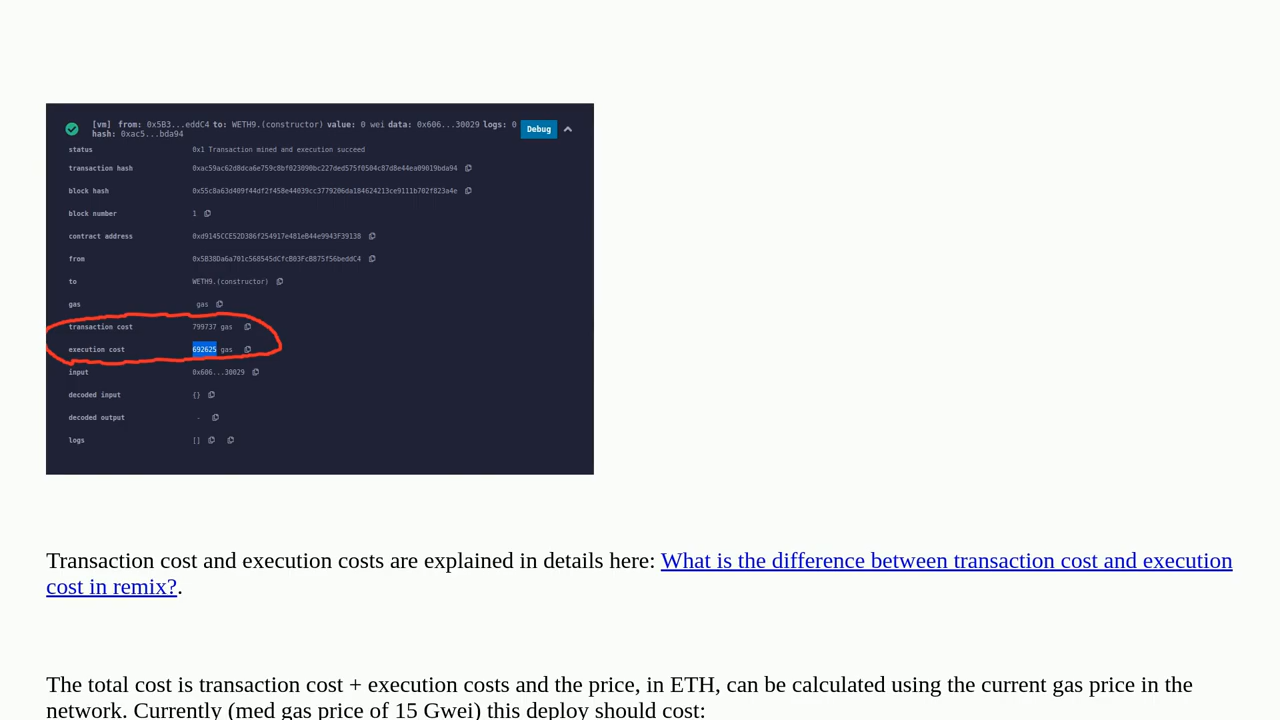 [vm] from: 0x5B3...eddC4 to: WETH9.(constructor) value: 0 wei data: 0x606...30029 logs: 0
hash: 0xac5...bda94
Debug
status 0x1 Transaction mined and execution succeed
transaction hash 0xac59ac62d8dca6e759c8bf023090bc227ded575f0504c87d8e44ea09019bda94
block hash 0x55c8a63d409f44df2f458e44039cc3779206da184624213ce9111b702f823a4e
block number 1
contract address 0xd9145CCE52D386f254917e481eB44e9943F39138
from 0x5B38Da6a701c568545dCfcB03FcB875f56beddC4
to WETH9.(constructor)
gas gas
transaction cost 799737 gas
execution cost 692625 gas
input 0x606...30029
decoded input {}
decoded output -
logs []
Transaction cost and execution costs are explained in details here: What is the difference between transaction cost and execution
cost in remix?.
The total cost is transaction cost + execution costs and the price, in ETH, can be calculated using the current gas price in the
network. Currently (med gas price of 15 Gwei) this deploy should cost: